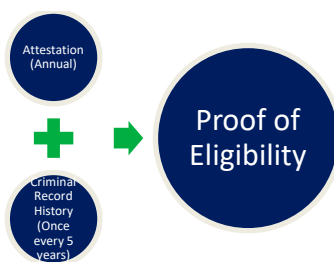 Attestation
(Annual)
Proof of
Eligibility
Criminal
Record
History
(Once
every 5
years)